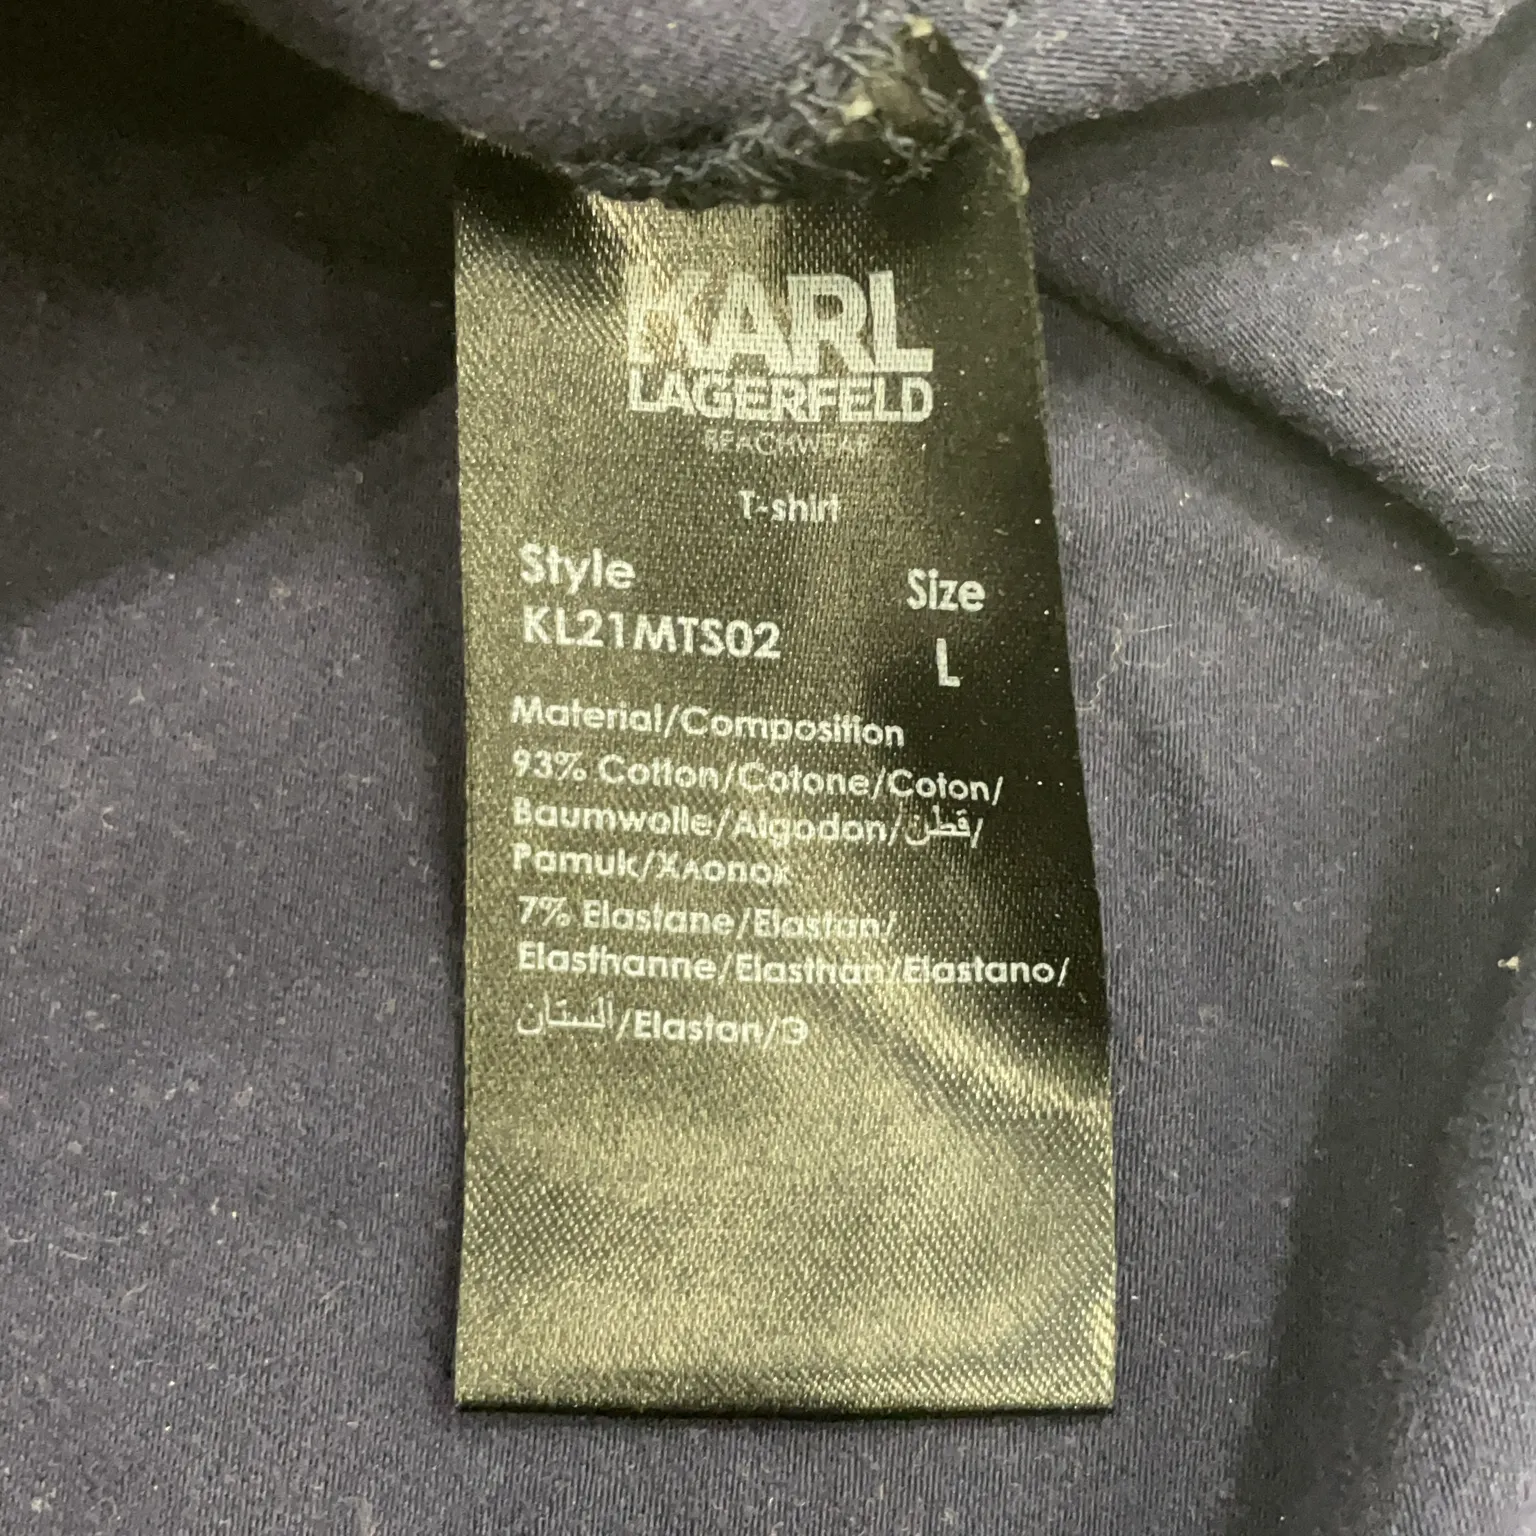 KARL
LAGERFELD
BEACHWEAR
T-shirt
Style Size
KL21MTS02 L
Material/Composition
93% Cotton/Cotone/Coton/
Baumwolle/Algodon/قطن/
Pamuk/Хлопок
7% Elastane/Elastan/
Elasthanne/Elasthan/Elastano/
الستان/Elastan/Э